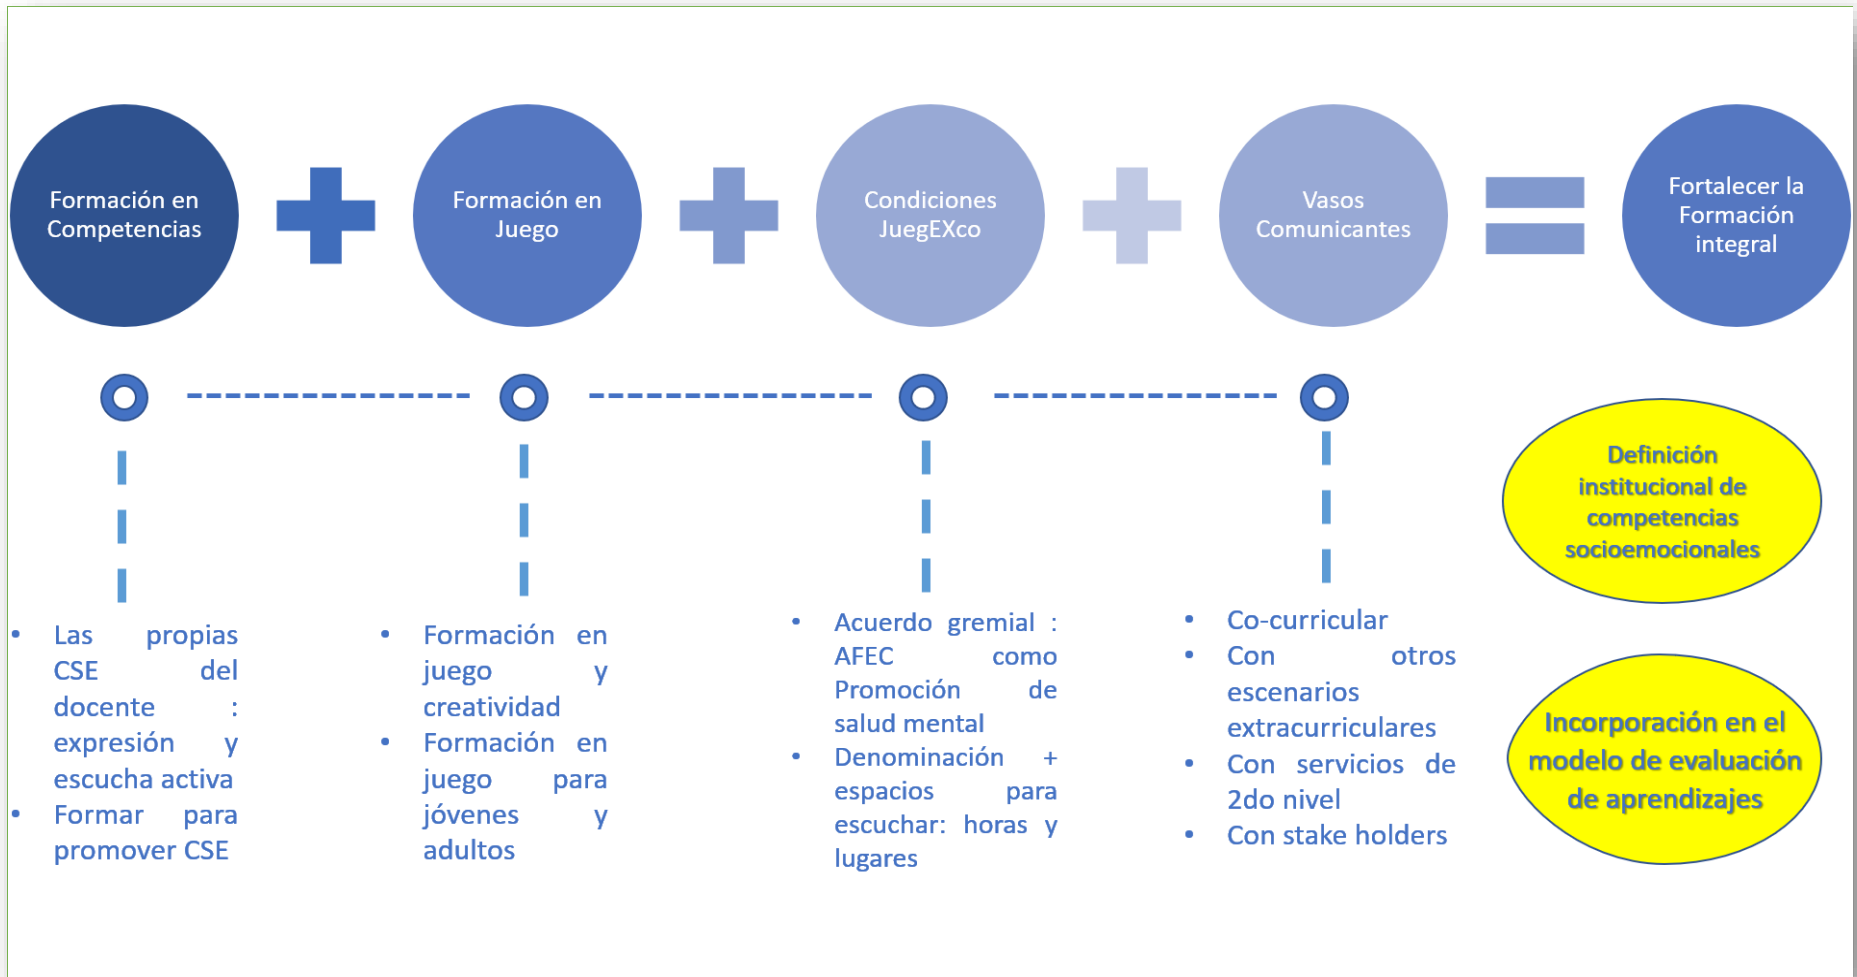 Formación en
Competencias
Formación en
Juego
Condiciones
JuegEXco
Vasos
Comunicantes
Fortalecer la
Formación
integral
• Las propias
CSE del
docente :
expresión y
escucha activa
• Formar para
promover CSE
• Formación en
juego y
creatividad
• Formación en
juego para
jóvenes y
adultos
• Acuerdo gremial :
AFEC como
Promoción de
salud mental
• Denominación +
espacios para
escuchar: horas y
lugares
• Co-curricular
• Con otros
escenarios
extracurriculares
• Con servicios de
2do nivel
• Con stake holders
Definición
institucional de
competencias
socioemocionales
Incorporación en el
modelo de evaluación
de aprendizajes